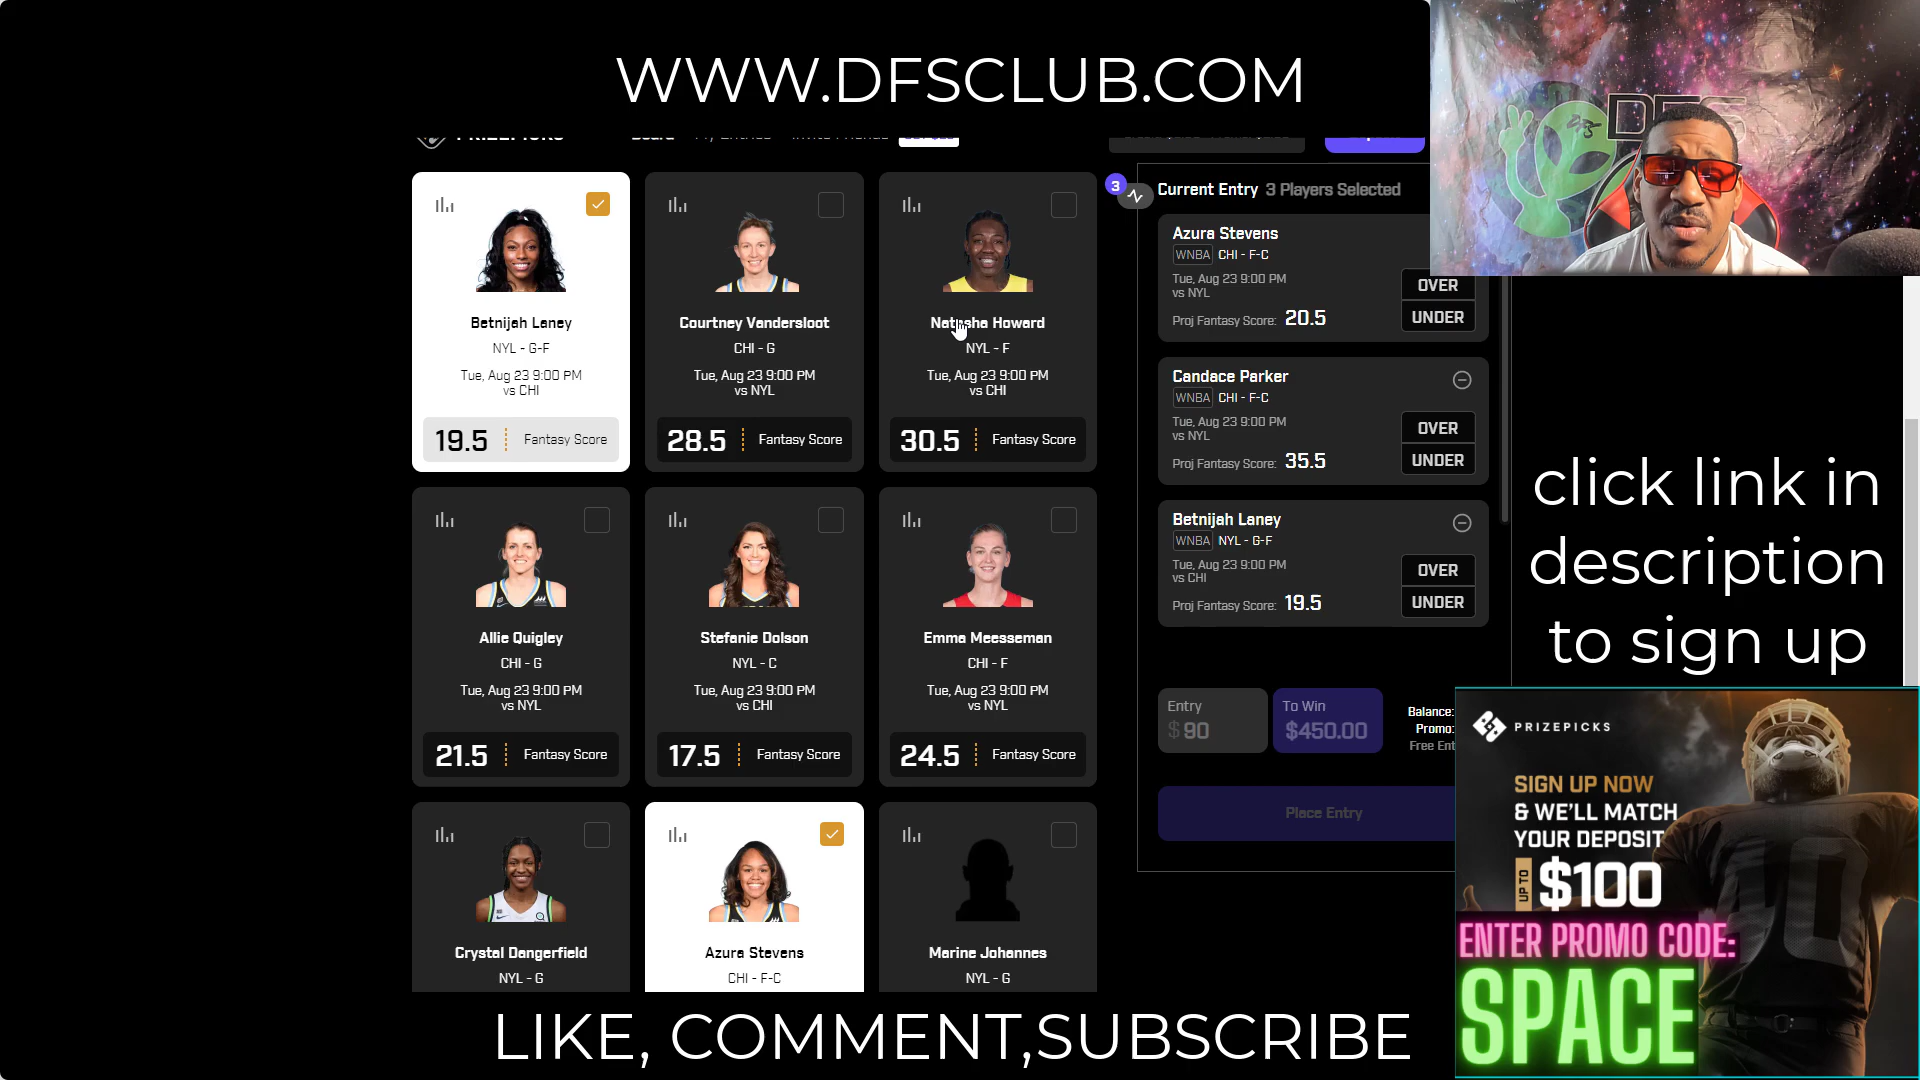 WWW.DFSCLUB.COM
Betnijah Laney
NYL - G-F
Tue, Aug 23 9:00 PM
vs CHI
19.5 Fantasy Score
Courtney Vandersloot
CHI - G
Tue, Aug 23 9:00 PM
vs NYL
28.5 Fantasy Score
Natasha Howard
NYL - F
Tue, Aug 23 9:00 PM
vs CHI
30.5 Fantasy Score
Allie Quigley
CHI - G
Tue, Aug 23 9:00 PM
vs NYL
21.5 Fantasy Score
Stefanie Dolson
NYL - C
Tue, Aug 23 9:00 PM
vs CHI
17.5 Fantasy Score
Emma Meesseman
CHI - F
Tue, Aug 23 9:00 PM
vs NYL
24.5 Fantasy Score
Crystal Dangerfield
NYL - G
Azura Stevens
CHI - F-C
Marine Johannes
NYL - G
3
Current Entry 3 Players Selected
Azura Stevens
WNBA CHI - F-C
Tue, Aug 23 9:00 PM
vs NYL
Proj Fantasy Score: 20.5
OVER
UNDER
Candace Parker
WNBA CHI - F-C
Tue, Aug 23 9:00 PM
vs NYL
Proj Fantasy Score: 35.5
OVER
UNDER
Betnijah Laney
WNBA NYL - G-F
Tue, Aug 23 9:00 PM
vs CHI
Proj Fantasy Score: 19.5
OVER
UNDER
Entry
$ 90
To Win
$450.00
Balance:
Promo:
Free Ent
Place Entry
DFS
click link in
description
to sign up
PRIZEPICKS
SIGN UP NOW
& WE'LL MATCH
YOUR DEPOSIT
UP TO $100
ENTER PROMO CODE:
SPACE
LIKE, COMMENT,SUBSCRIBE